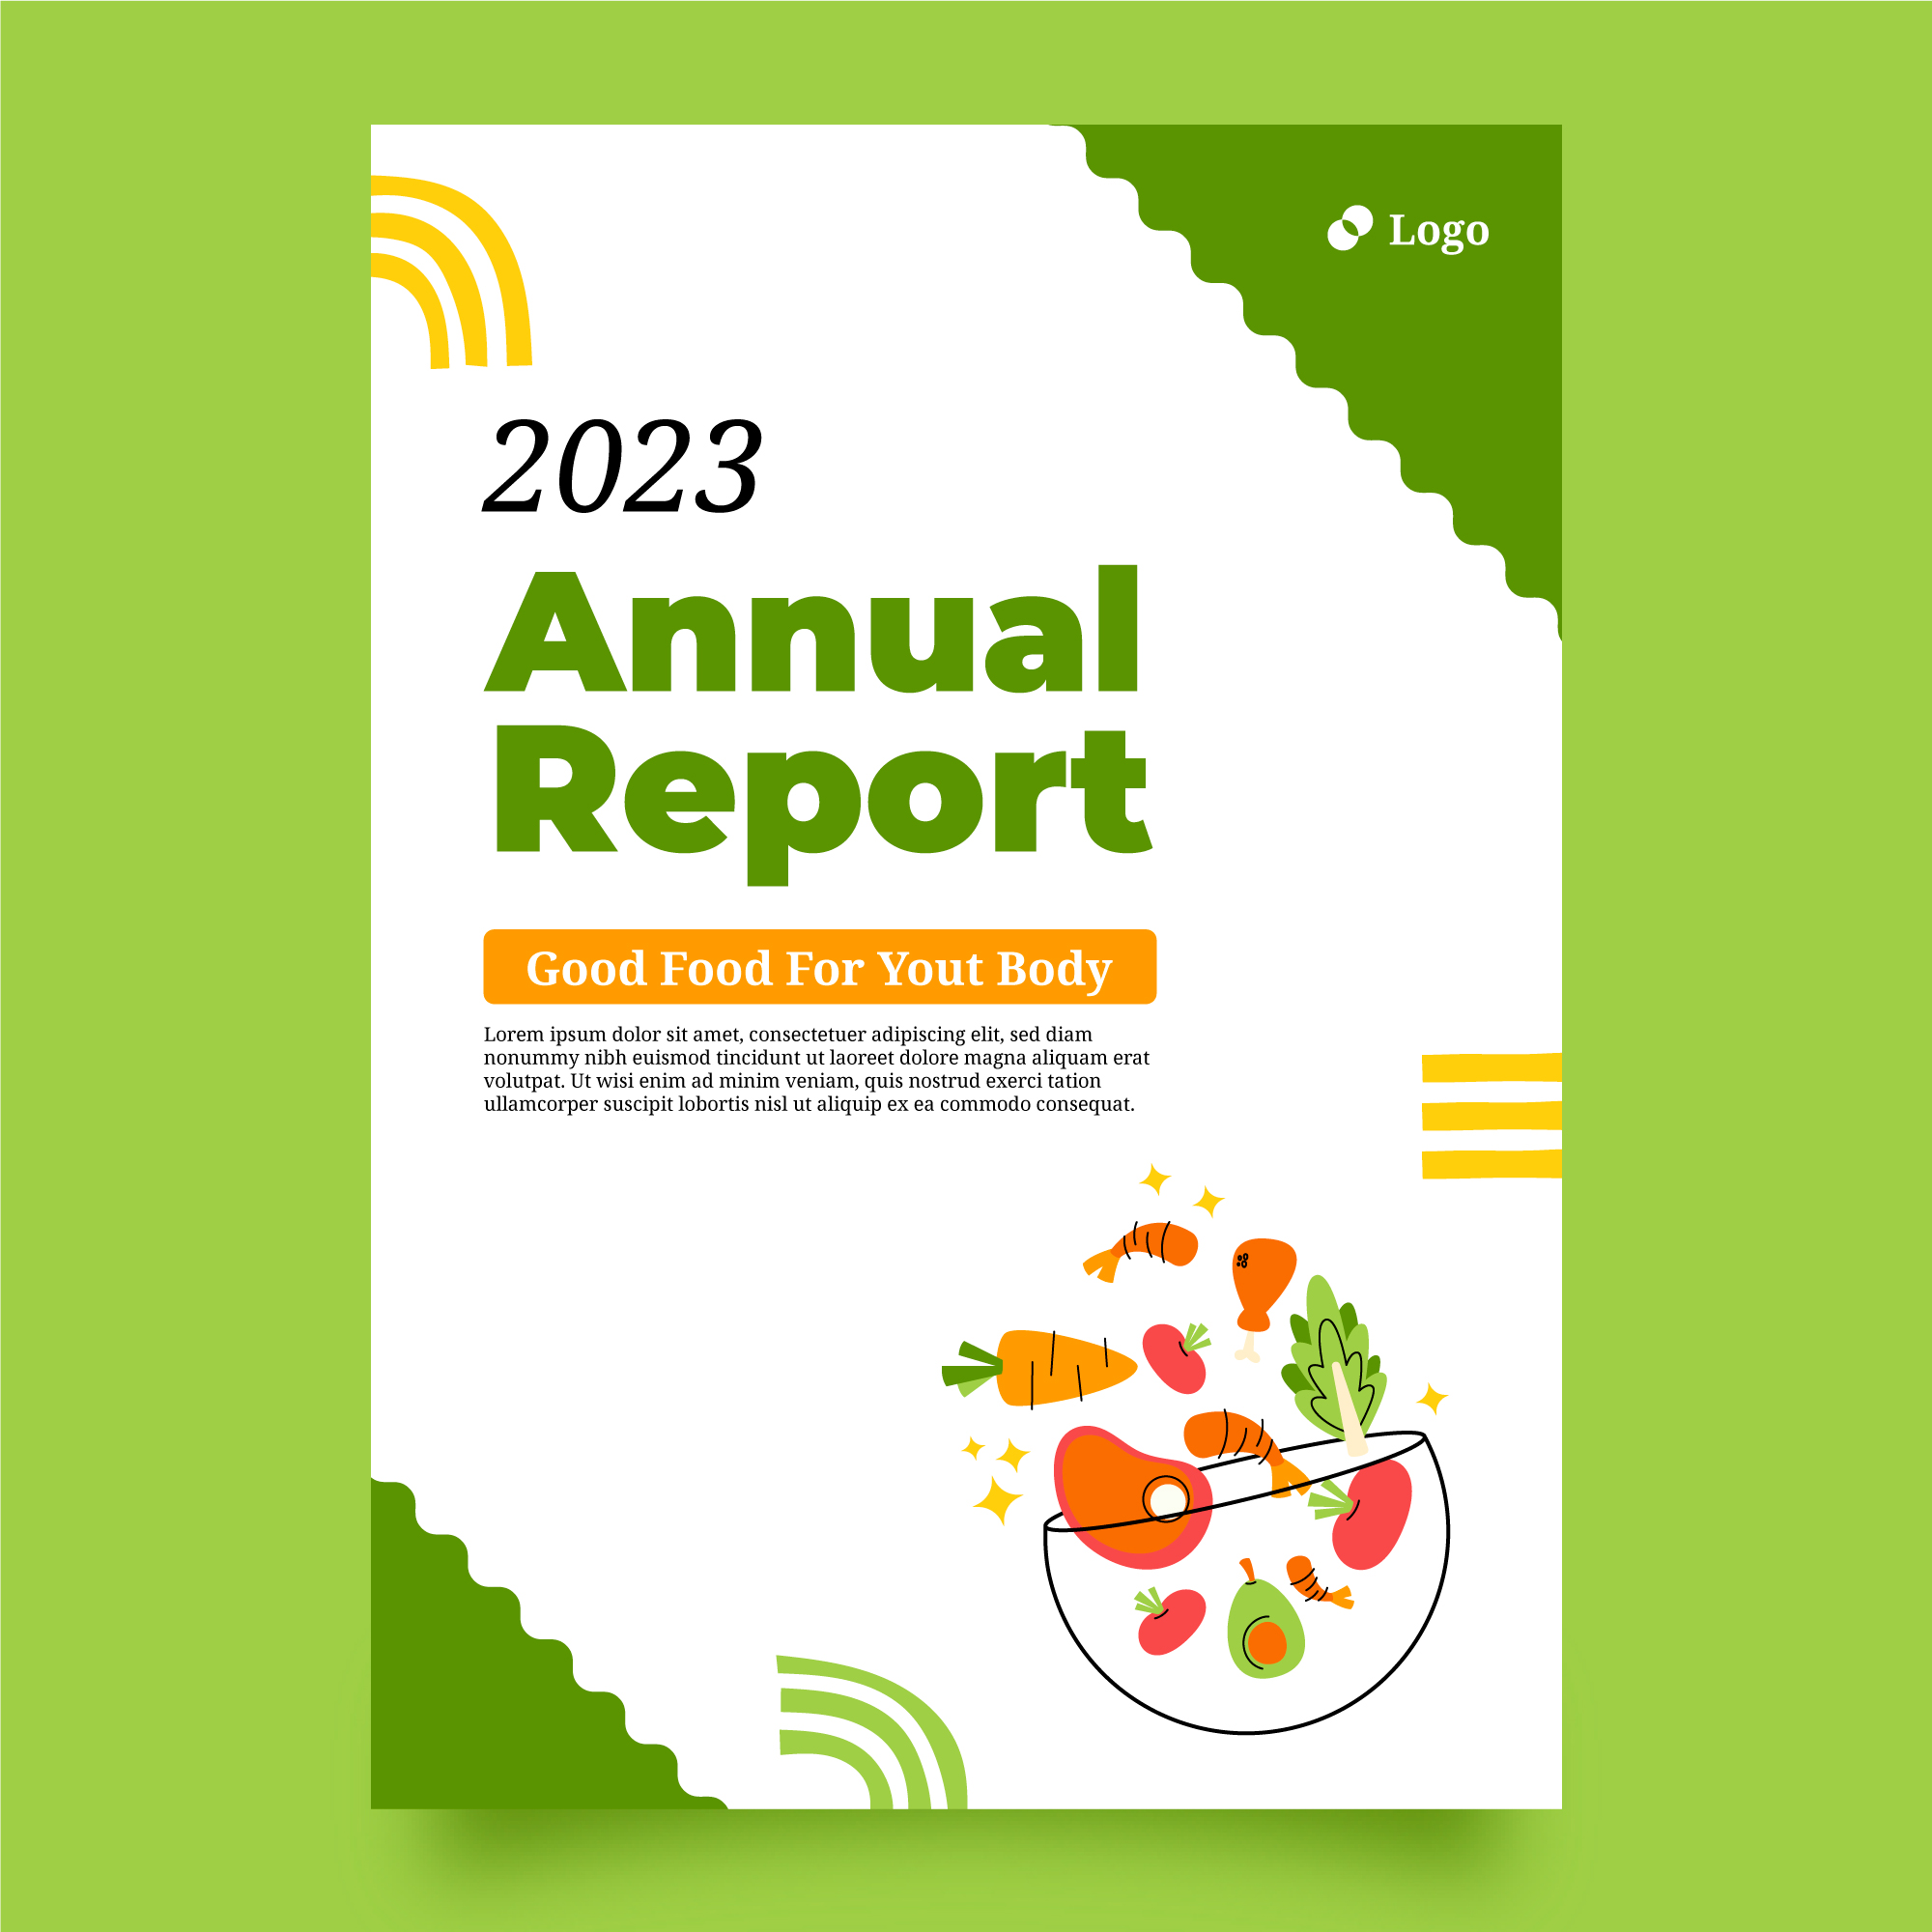 Logo
2023
Annual
Report
Good Food For Yout Body
Lorem ipsum dolor sit amet, consectetuer adipiscing elit, sed diam
nonummy nibh euismod tincidunt ut laoreet dolore magna aliquam erat
volutpat. Ut wisi enim ad minim veniam, quis nostrud exerci tation
ullamcorper suscipit lobortis nisl ut aliquip ex ea commodo consequat.